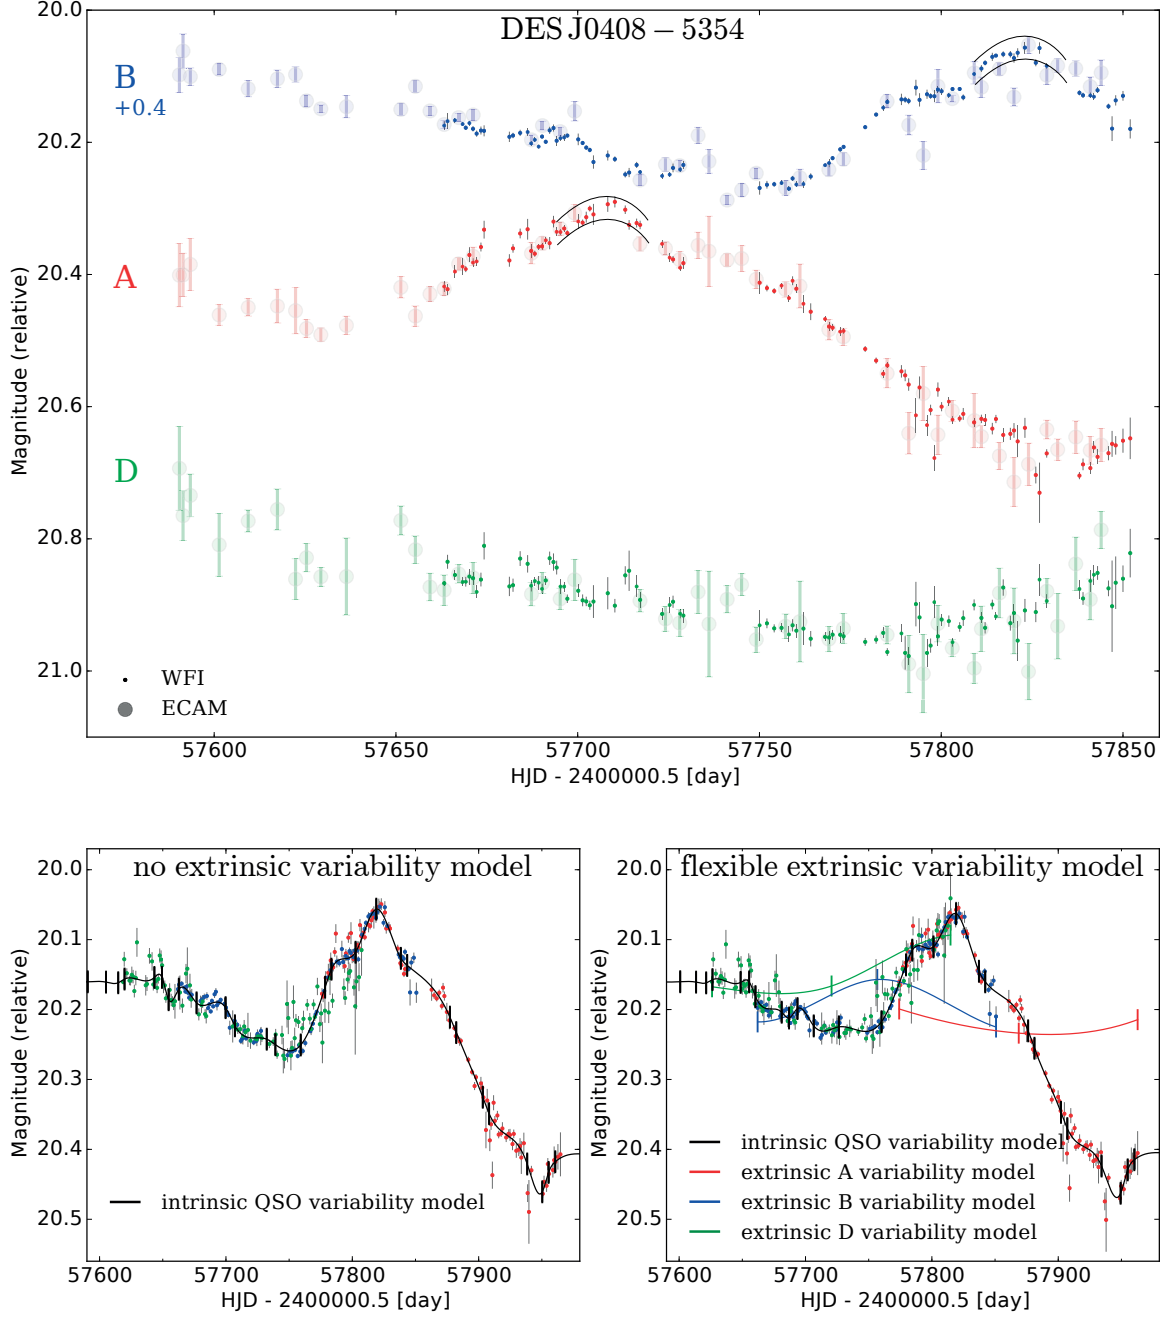 DES J0408 − 5354
B
+0.4
A
D
WFI
ECAM
Magnitude (relative)
20.0
20.2
20.4
20.6
20.8
21.0
57600
57650
57700
57750
57800
57850
HJD - 2400000.5 [day]
no extrinsic variability model
Magnitude (relative)
20.0
20.1
20.2
20.3
20.4
20.5
intrinsic QSO variability model
57600
57700
57800
57900
HJD - 2400000.5 [day]
flexible extrinsic variability model
Magnitude (relative)
20.0
20.1
20.2
20.3
20.4
20.5
intrinsic QSO variability model
extrinsic A variability model
extrinsic B variability model
extrinsic D variability model
57600
57700
57800
57900
HJD - 2400000.5 [day]